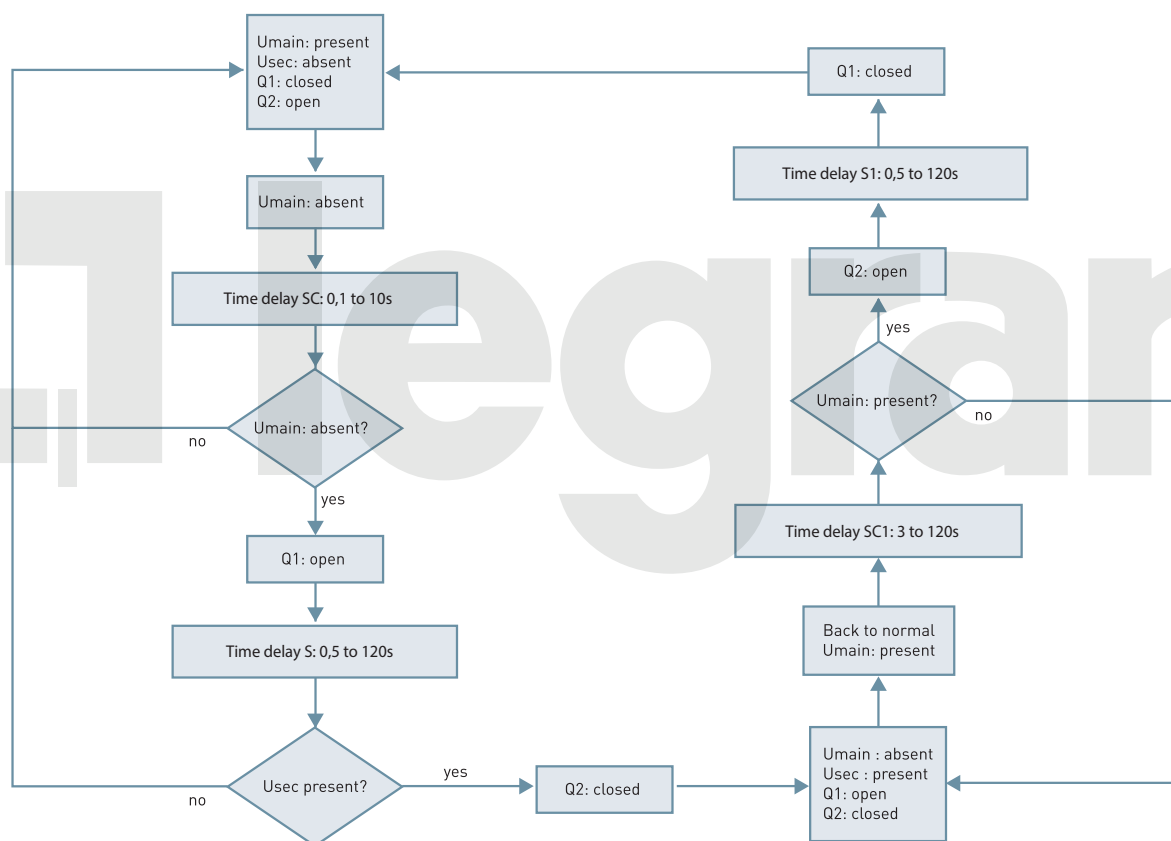 Umain: present
Usec: absent
Q1: closed
Q2: open
Umain: absent
Time delay SC: 0,1 to 10s
Umain: absent?
no
yes
Q1: open
Time delay S: 0,5 to 120s
Usec present?
no
yes
Q2: closed
Umain : absent
Usec : present
Q1: open
Q2: closed
Back to normal
Umain: present
Time delay SC1: 3 to 120s
Umain: present?
no
yes
Q2: open
Time delay S1: 0,5 to 120s
Q1: closed
legran